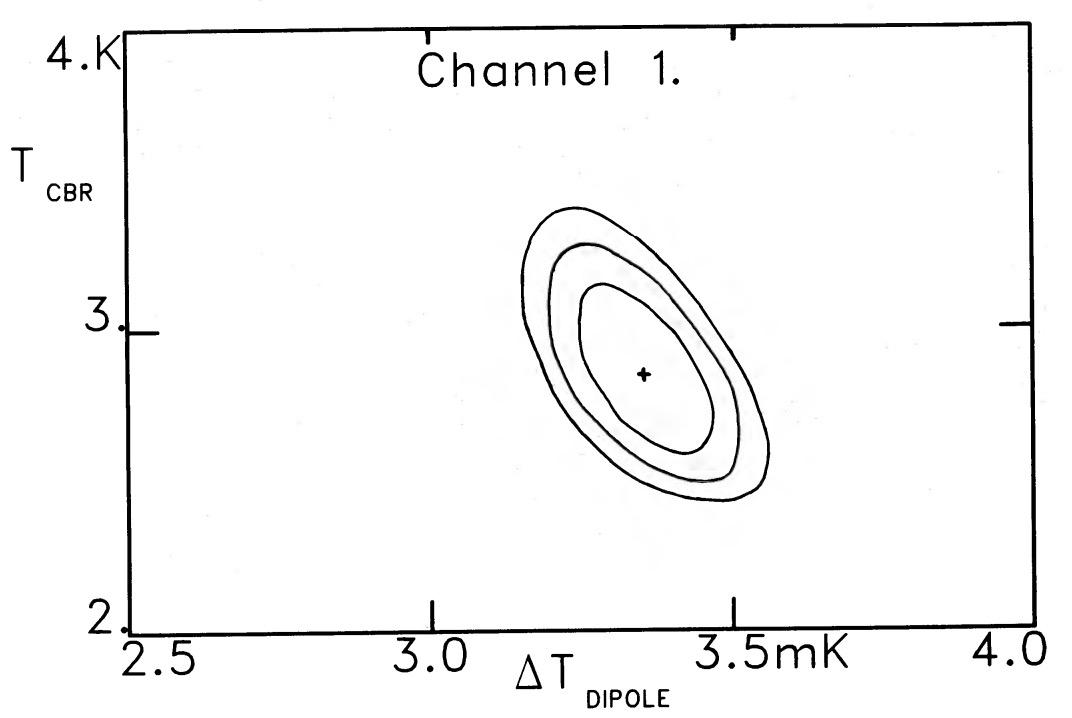 4.K
Channel 1.
T CBR
3.
2.
2.5 3.0 3.5mK 4.0
ΔT DIPOLE